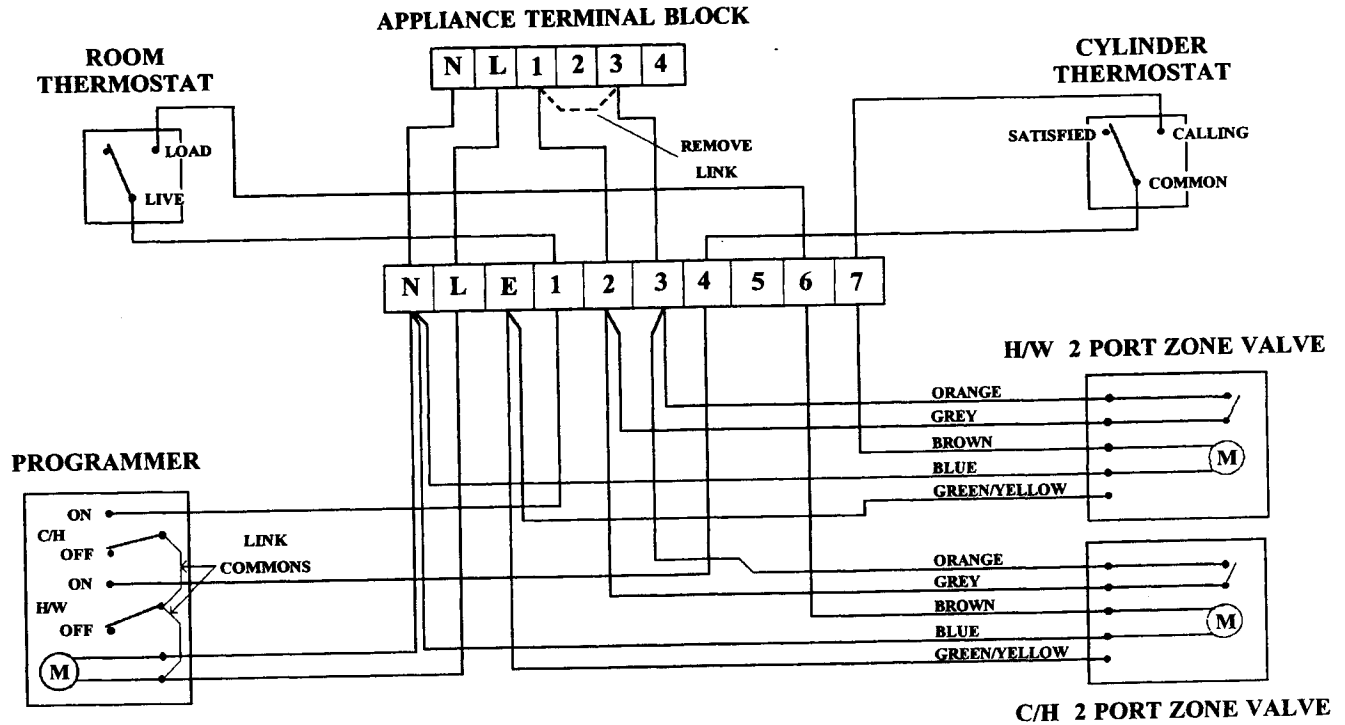 APPLIANCE TERMINAL BLOCK
N L 1 2 3 4
ROOM
THERMOSTAT
LOAD
LIVE
REMOVE
LINK
CYLINDER
THERMOSTAT
SATISFIED
CALLING
COMMON
N L E 1 2 3 4 5 6 7
H/W 2 PORT ZONE VALVE
ORANGE
GREY
BROWN
BLUE
GREEN/YELLOW
M
PROGRAMMER
ON
C/H
OFF
ON
H/W
OFF
M
LINK
COMMONS
ORANGE
GREY
BROWN
BLUE
GREEN/YELLOW
M
C/H 2 PORT ZONE VALVE